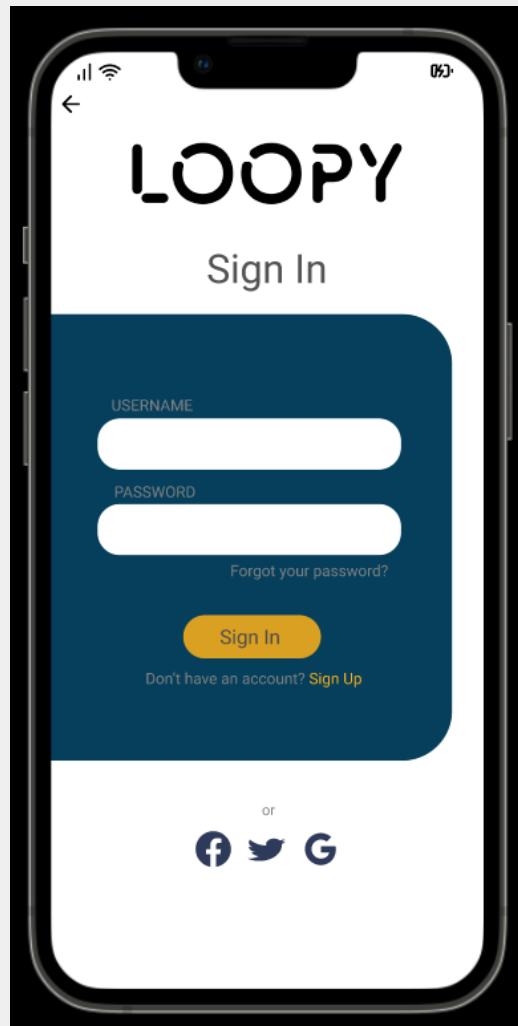 LOOPY
Sign In
USERNAME
PASSWORD
Forgot your password?
Sign In
Don't have an account? Sign Up
or